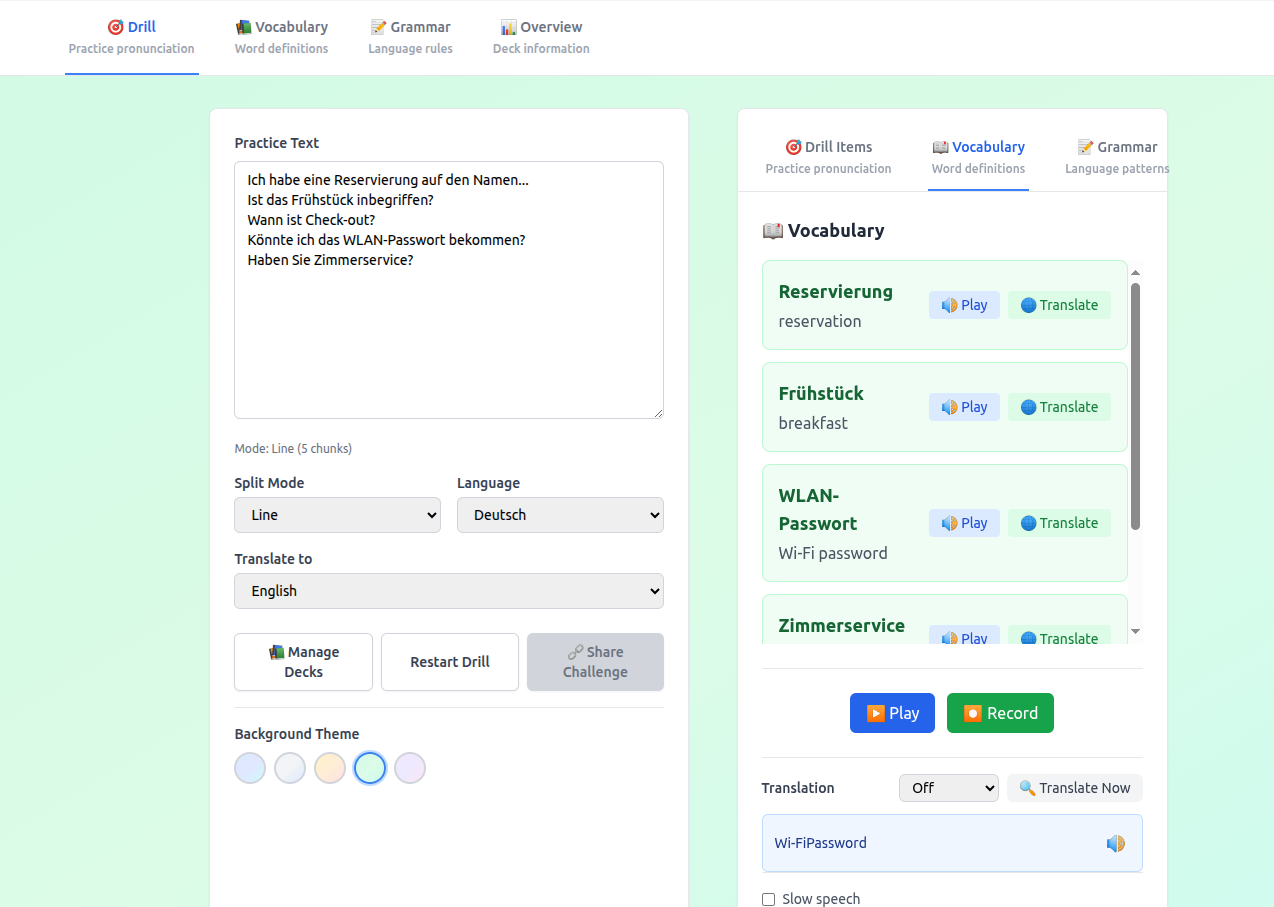 🎯 Drill
Practice pronunciation
📚 Vocabulary
Word definitions
📝 Grammar
Language rules
📊 Overview
Deck information
Practice Text
Ich habe eine Reservierung auf den Namen...
Ist das Frühstück inbegriffen?
Wann ist Check-out?
Könnte ich das WLAN-Passwort bekommen?
Haben Sie Zimmerservice?
Mode: Line (5 chunks)
Split Mode
Language
Line
Deutsch
Translate to
English
📚 Manage
Decks
Restart Drill
🔗 Share
Challenge
Background Theme
🎯 Drill Items
Practice pronunciation
📖 Vocabulary
Word definitions
📝 Grammar
Language patterns
📖 Vocabulary
Reservierung
reservation
🔊 Play
🌐 Translate
Frühstück
breakfast
🔊 Play
🌐 Translate
WLAN-
Passwort
Wi-Fi password
🔊 Play
🌐 Translate
Zimmerservice
🔊 Play
🌐 Translate
▶️ Play
⏺️ Record
Translation
Off
🔍 Translate Now
Wi-FiPassword
Slow speech